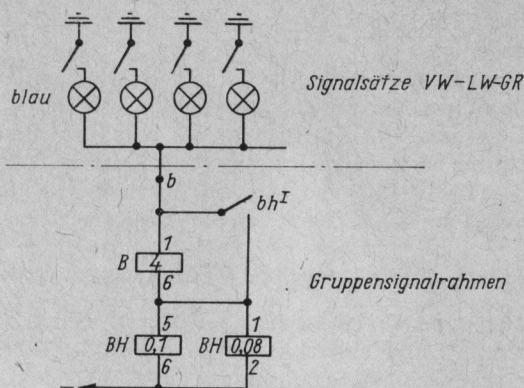 Signalsätze VW-LW-GR
blau
b
bh^I
1
B 4
6
Gruppensignalrahmen
5 1
BH 0,1 BH 0,08
6 2